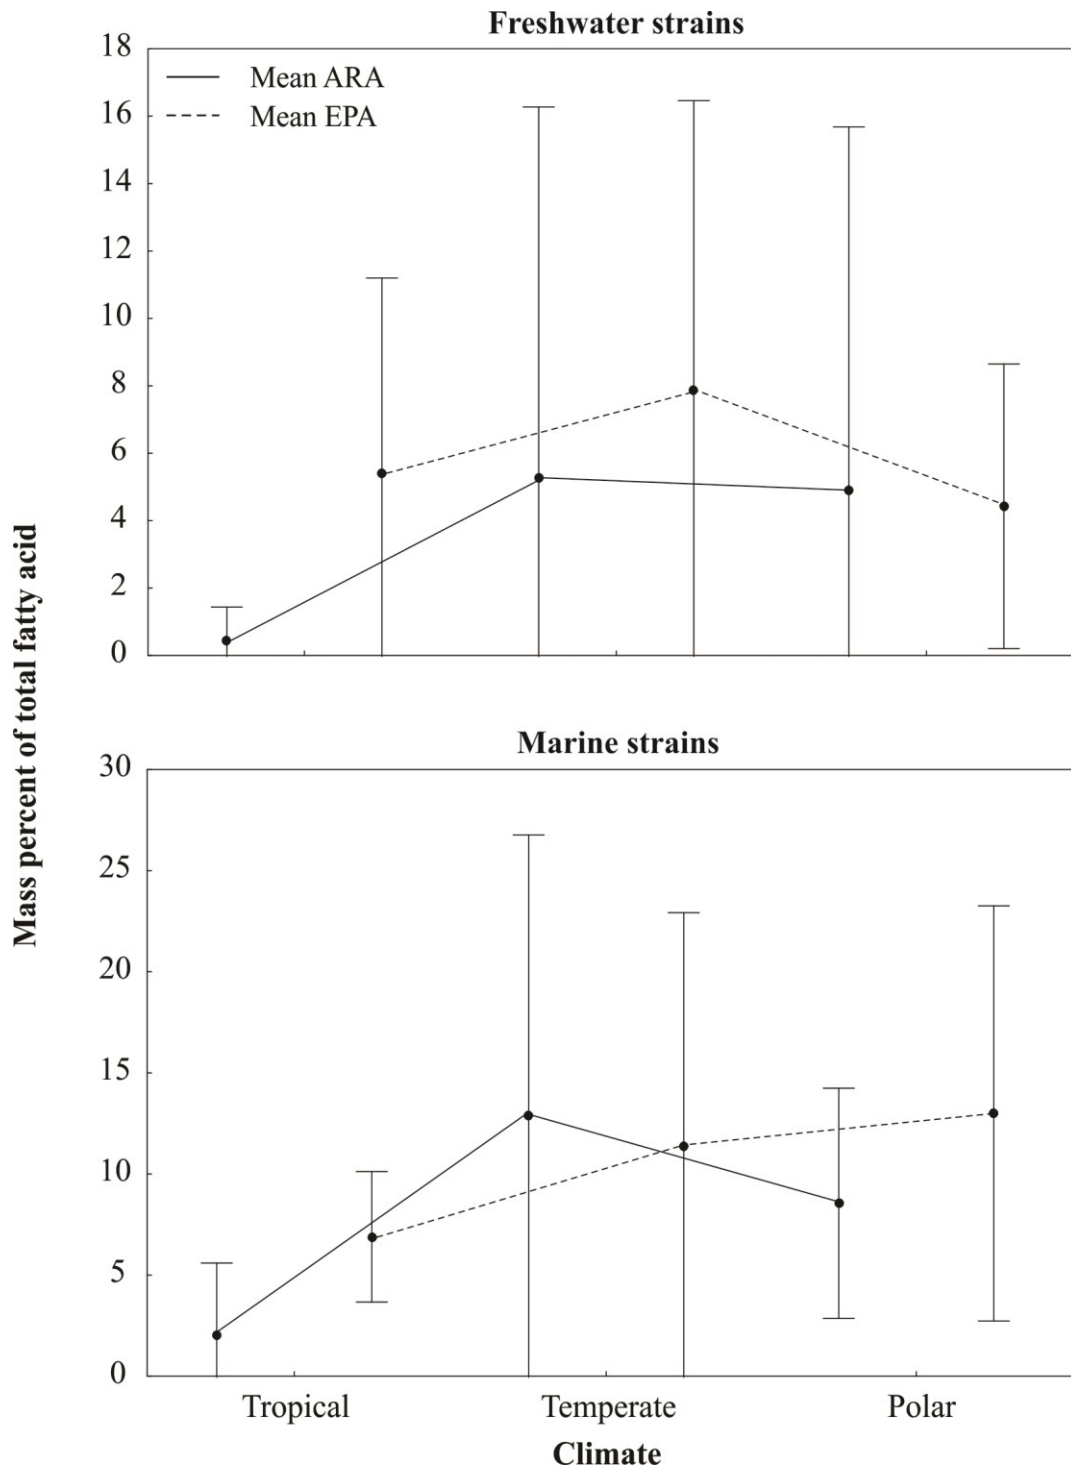 Freshwater strains
18
Mean ARA
Mean EPA
16
14
12
10
8
6
4
2
0
Mass percent of total fatty acid
Marine strains
30
25
20
15
10
5
0
Tropical Temperate Polar
Climate